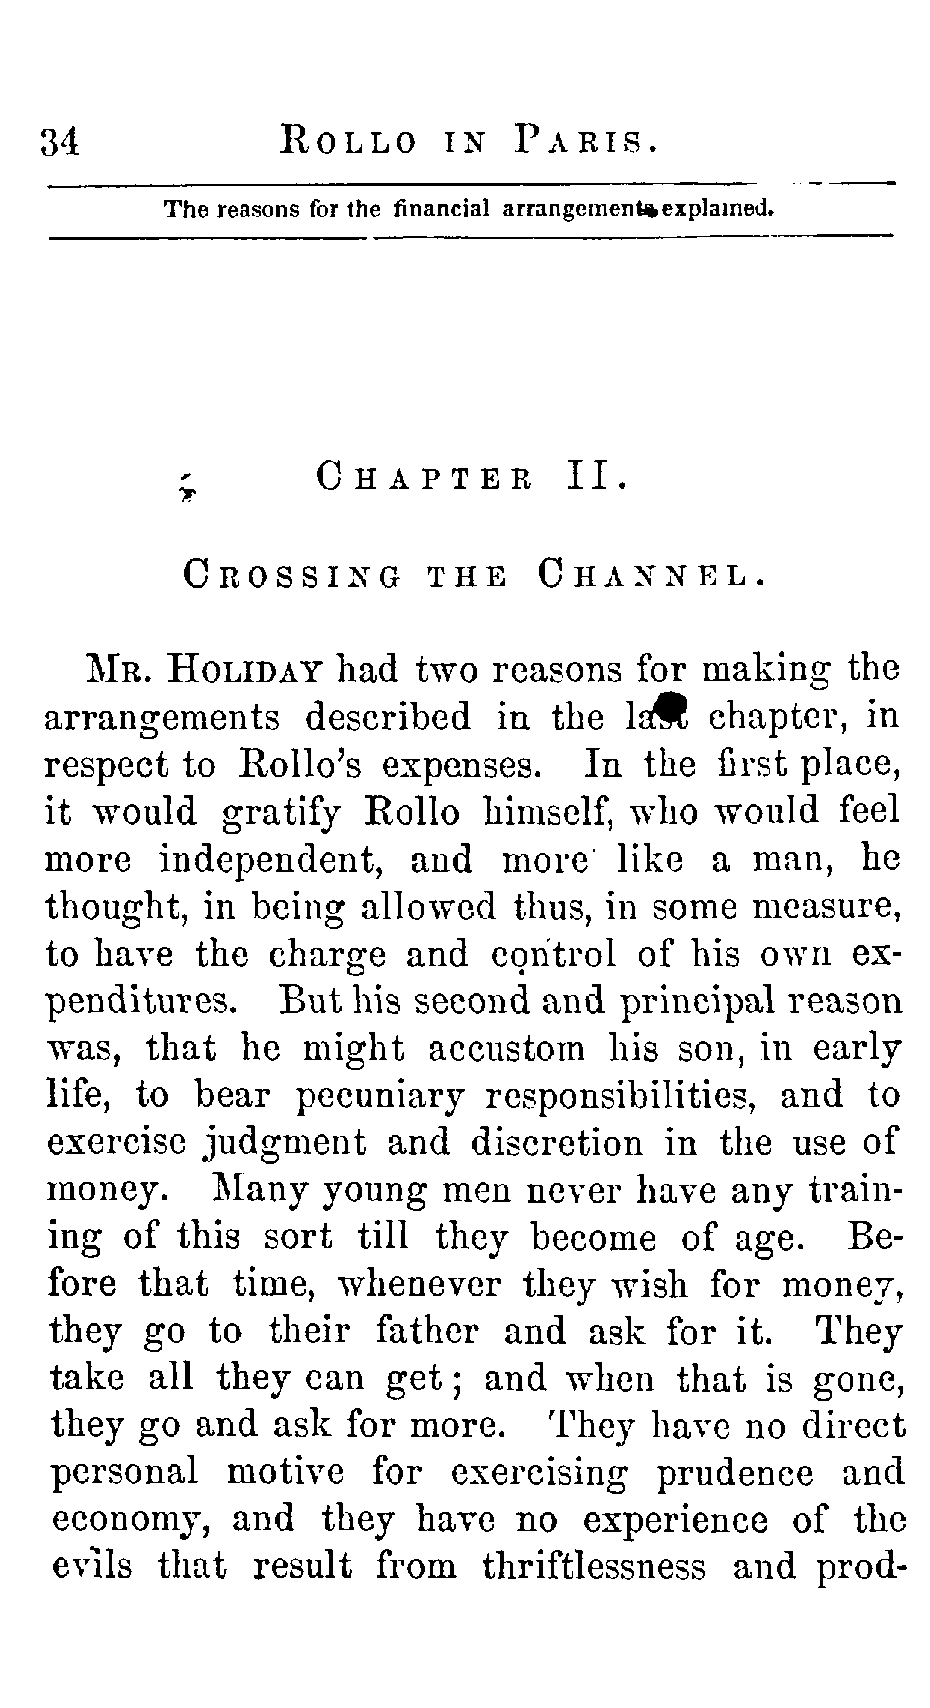 34 ROLLO IN PARIS.
The reasons for the financial arrangements explained.
CHAPTER II.
CROSSING THE CHANNEL.
MR. HOLIDAY had two reasons for making the
arrangements described in the last chapter, in
respect to Rollo's expenses. In the first place,
it would gratify Rollo himself, who would feel
more independent, and more like a man, he
thought, in being allowed thus, in some measure,
to have the charge and control of his own ex-
penditures. But his second and principal reason
was, that he might accustom his son, in early
life, to bear pecuniary responsibilities, and to
exercise judgment and discretion in the use of
money. Many young men never have any train-
ing of this sort till they become of age. Be-
fore that time, whenever they wish for money,
they go to their father and ask for it. They
take all they can get; and when that is gone,
they go and ask for more. They have no direct
personal motive for exercising prudence and
economy, and they have no experience of the
evils that result from thriftlessness and prod-